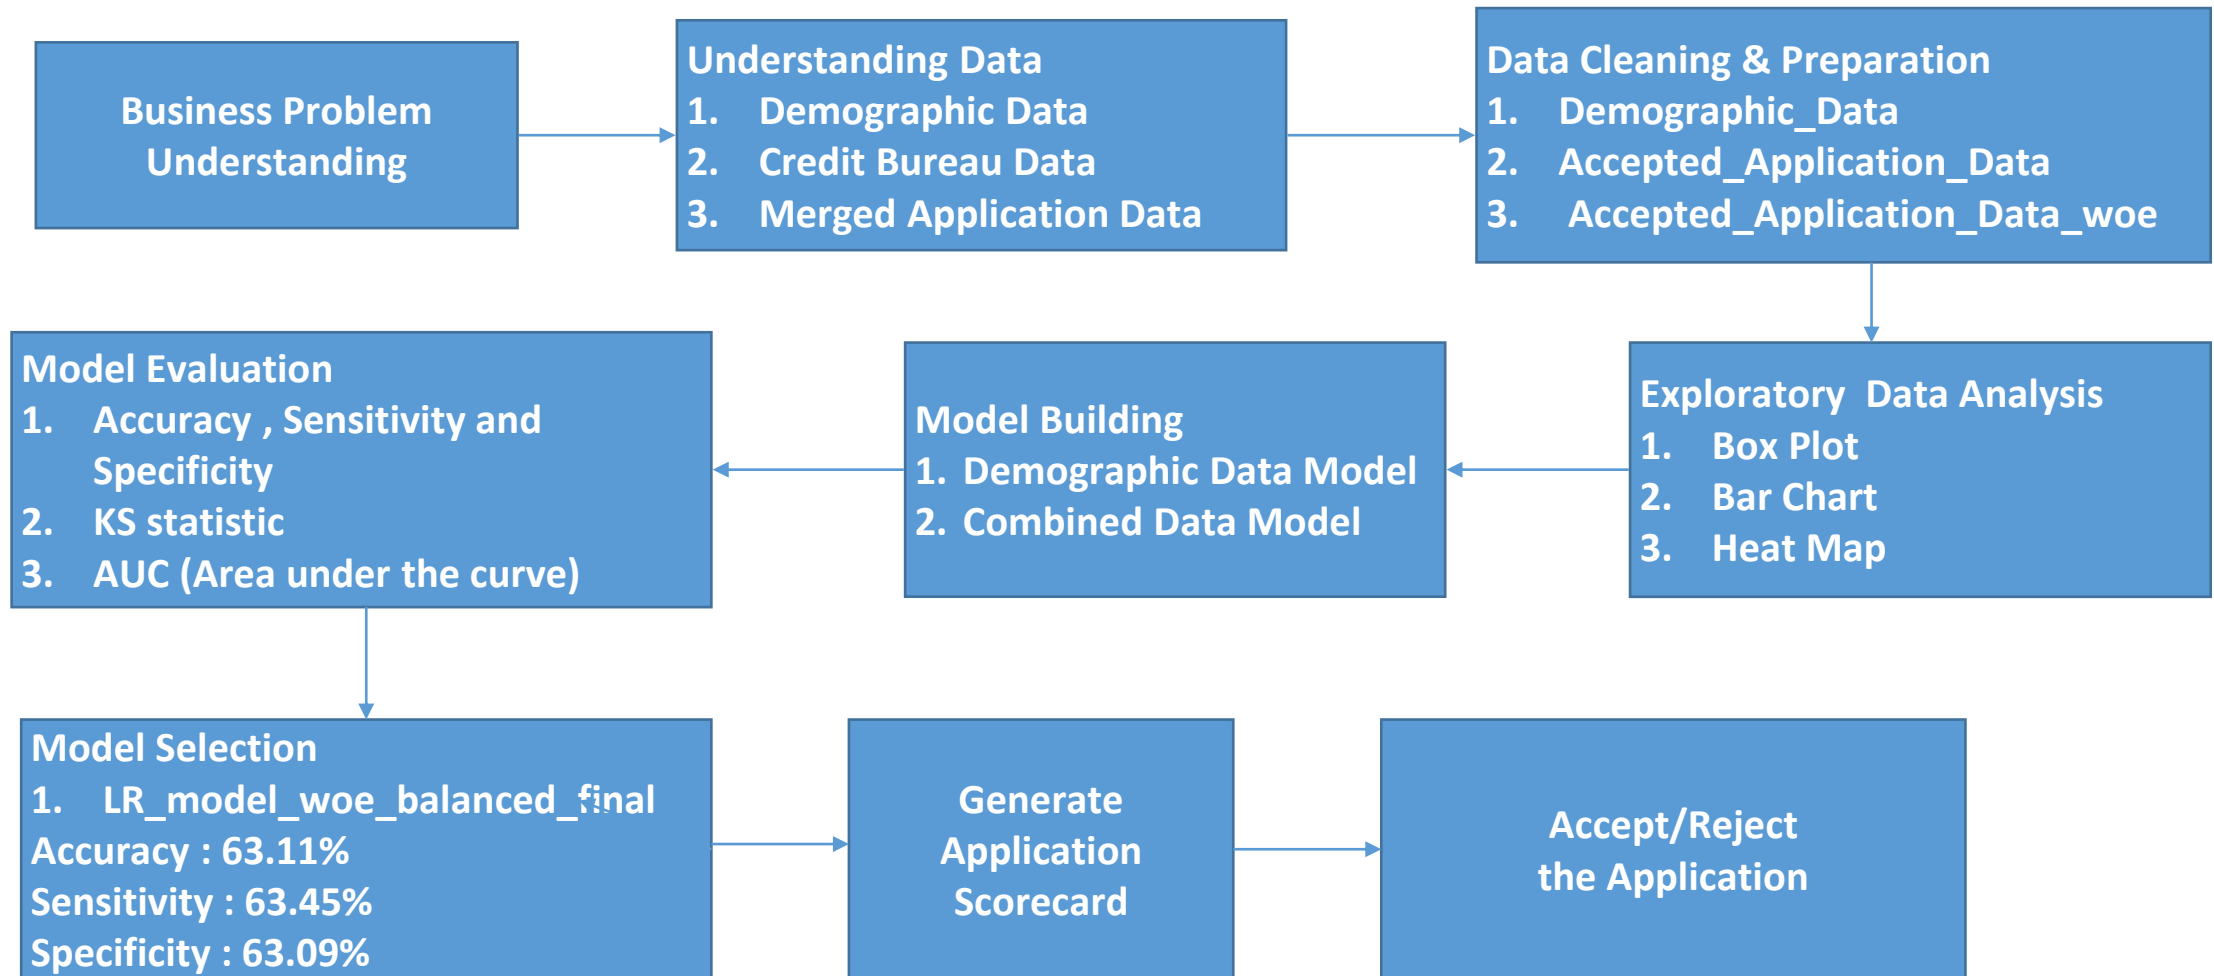 Business Problem
Understanding
Understanding Data
1. Demographic Data
2. Credit Bureau Data
3. Merged Application Data
Data Cleaning & Preparation
1. Demographic_Data
2. Accepted_Application_Data
3. Accepted_Application_Data_woe
Exploratory Data Analysis
1. Box Plot
2. Bar Chart
3. Heat Map
Model Building
1. Demographic Data Model
2. Combined Data Model
Model Evaluation
1. Accuracy , Sensitivity and
Specificity
2. KS statistic
3. AUC (Area under the curve)
Model Selection
1. LR_model_woe_balanced_final
Accuracy : 63.11%
Sensitivity : 63.45%
Specificity : 63.09%
Generate
Application
Scorecard
Accept/Reject
the Application